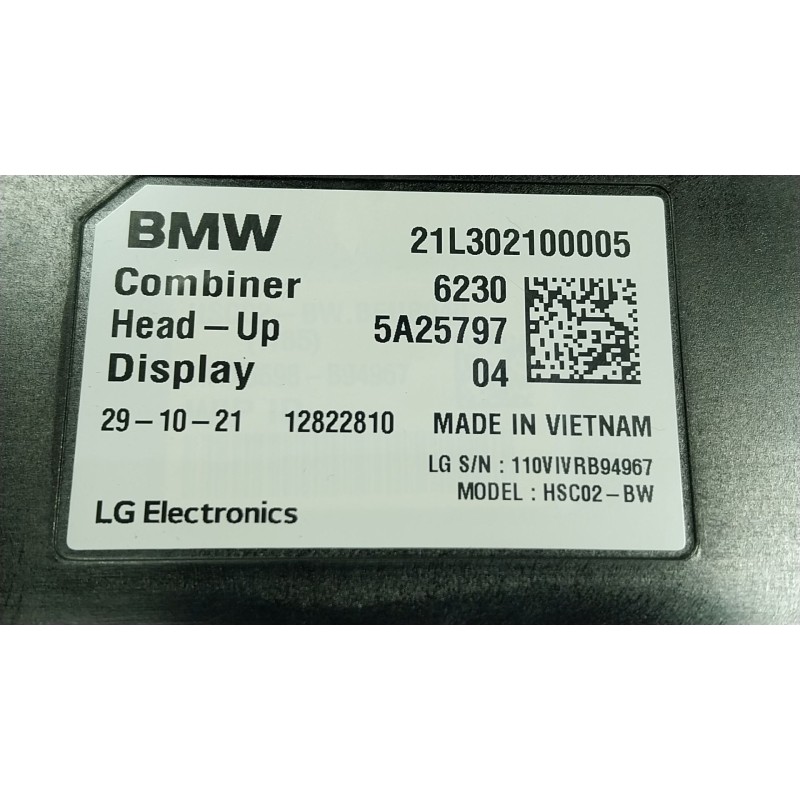 BMW 21L302100005
Combiner 6230
Head-Up 5A25797
Display 04
29-10-21 12822810 MADE IN VIETNAM
LG S/N : 110VIVRB94967
MODEL : HSC02-BW
LG Electronics